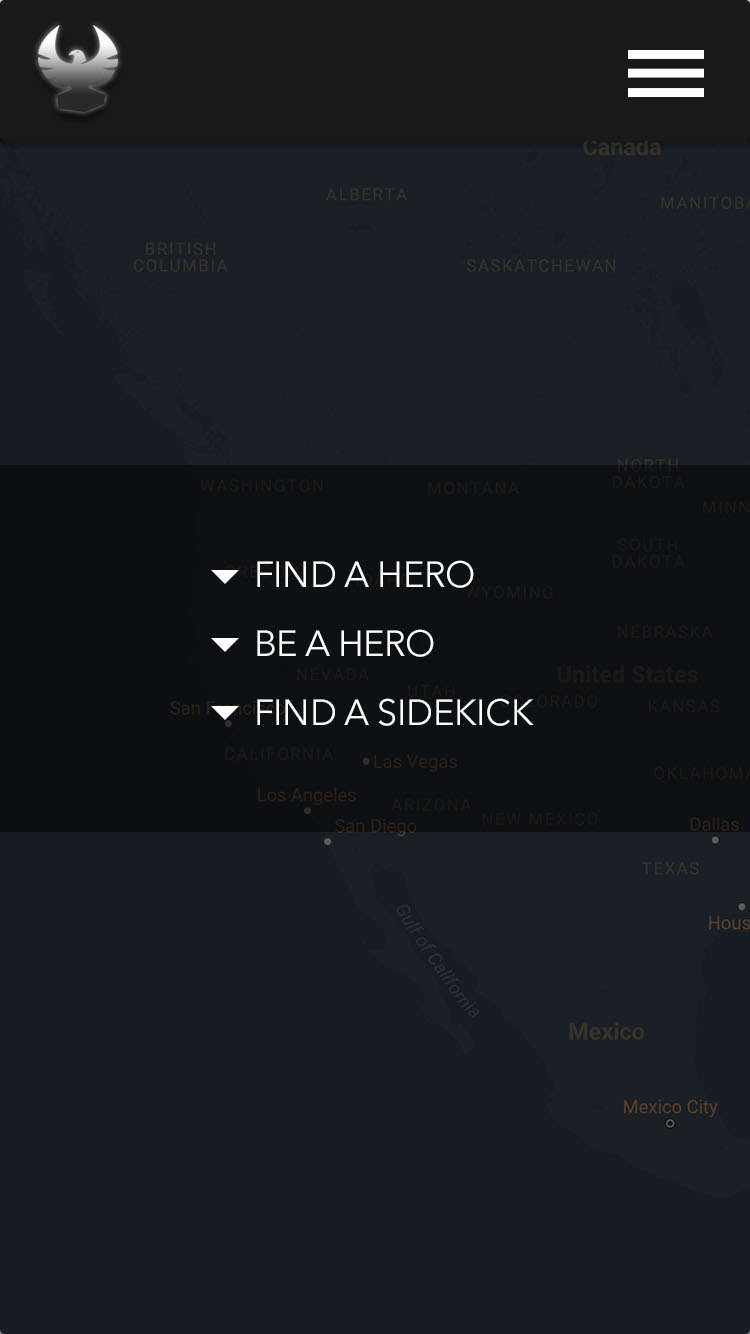 Canada
ALBERTA
MANITOBA
BRITISH
COLUMBIA
SASKATCHEWAN
NORTH
DAKOTA
WASHINGTON
MONTANA
MINN
SOUTH
DAKOTA
FIND A HERO
WYOMING
NEBRASKA
BE A HERO
NEVADA
United States
UTAH
COLORADO
KANSAS
San Francisco
FIND A SIDEKICK
CALIFORNIA
Las Vegas
OKLAHOMA
Los Angeles
ARIZONA
NEW MEXICO
San Diego
Dallas
TEXAS
Hous
Gulf of California
Mexico
Mexico City